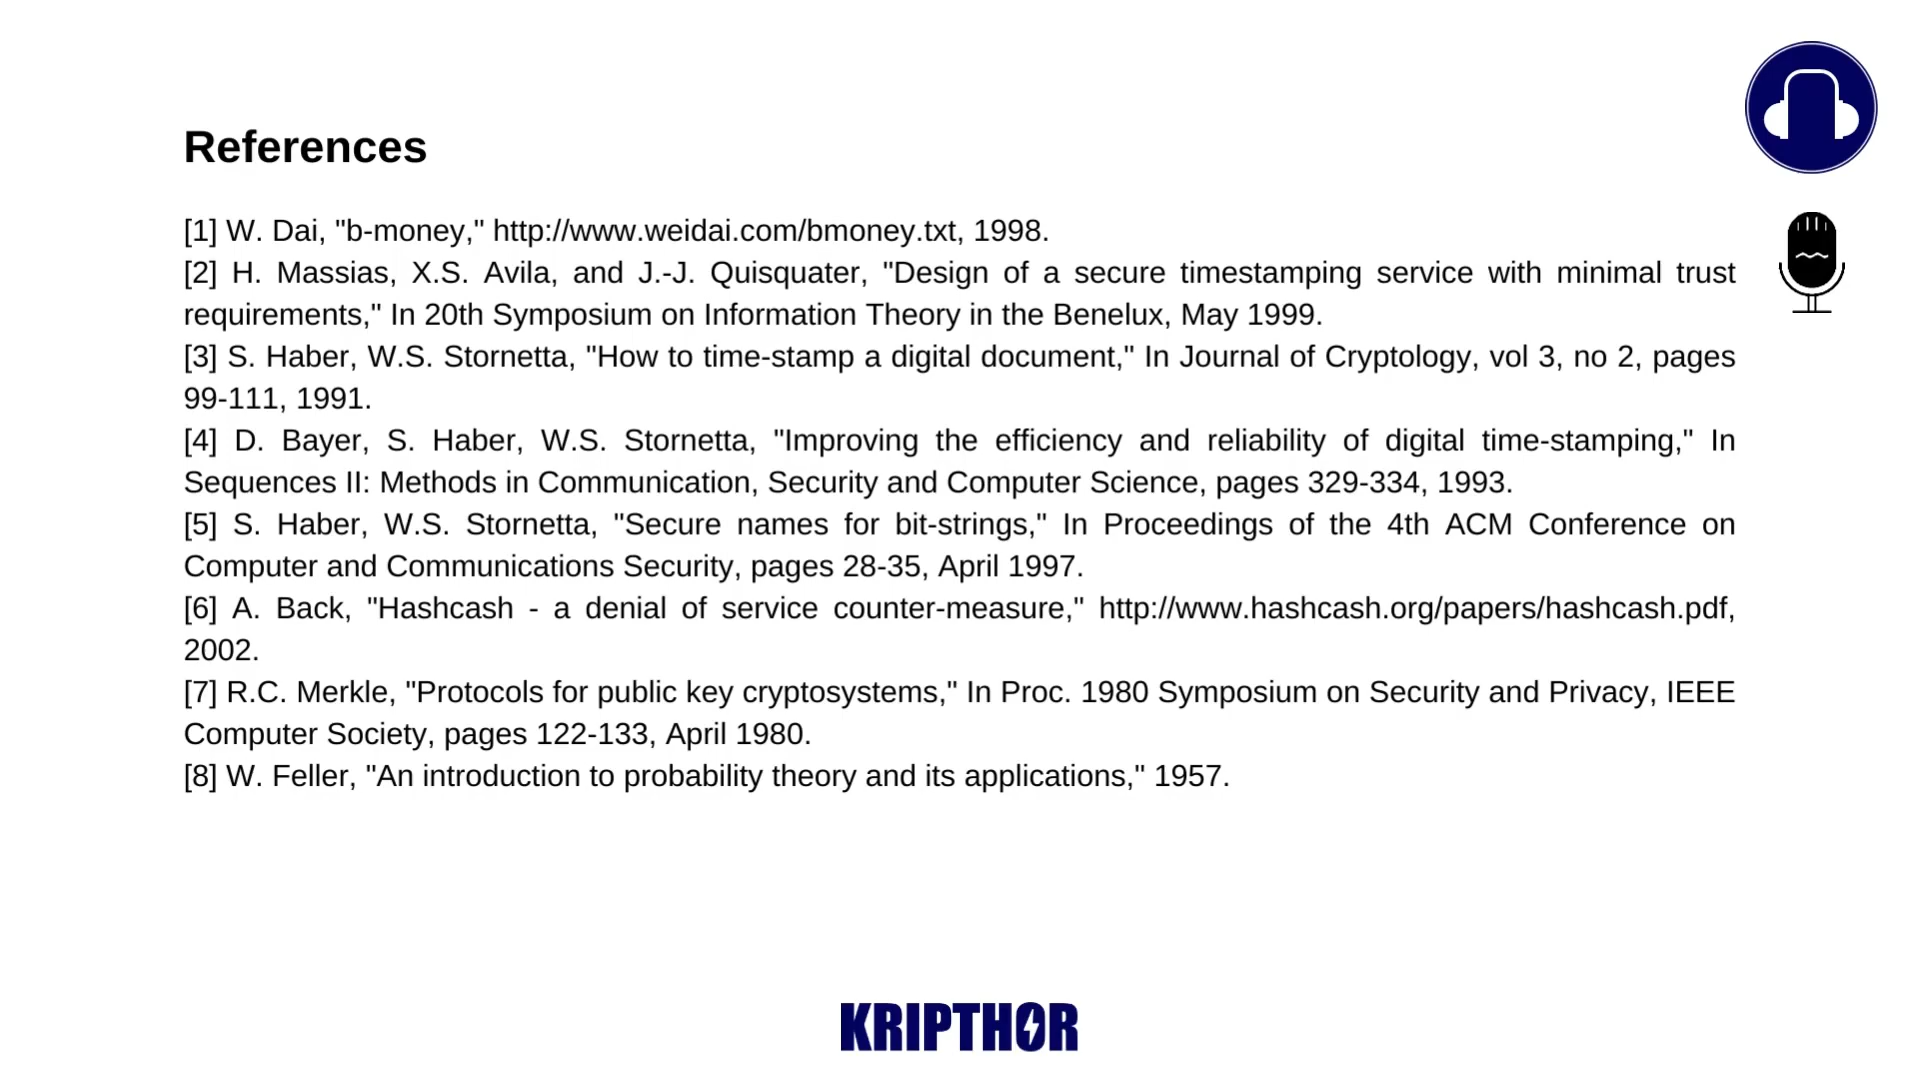 References
[1] W. Dai, "b-money," http://www.weidai.com/bmoney.txt, 1998.
[2] H. Massias, X.S. Avila, and J.-J. Quisquater, "Design of a secure timestamping service with minimal trust
requirements," In 20th Symposium on Information Theory in the Benelux, May 1999.
[3] S. Haber, W.S. Stornetta, "How to time-stamp a digital document," In Journal of Cryptology, vol 3, no 2, pages
99-111, 1991.
[4] D. Bayer, S. Haber, W.S. Stornetta, "Improving the efficiency and reliability of digital time-stamping," In
Sequences II: Methods in Communication, Security and Computer Science, pages 329-334, 1993.
[5] S. Haber, W.S. Stornetta, "Secure names for bit-strings," In Proceedings of the 4th ACM Conference on
Computer and Communications Security, pages 28-35, April 1997.
[6] A. Back, "Hashcash - a denial of service counter-measure," http://www.hashcash.org/papers/hashcash.pdf,
2002.
[7] R.C. Merkle, "Protocols for public key cryptosystems," In Proc. 1980 Symposium on Security and Privacy, IEEE
Computer Society, pages 122-133, April 1980.
[8] W. Feller, "An introduction to probability theory and its applications," 1957.
KRIPTHOR